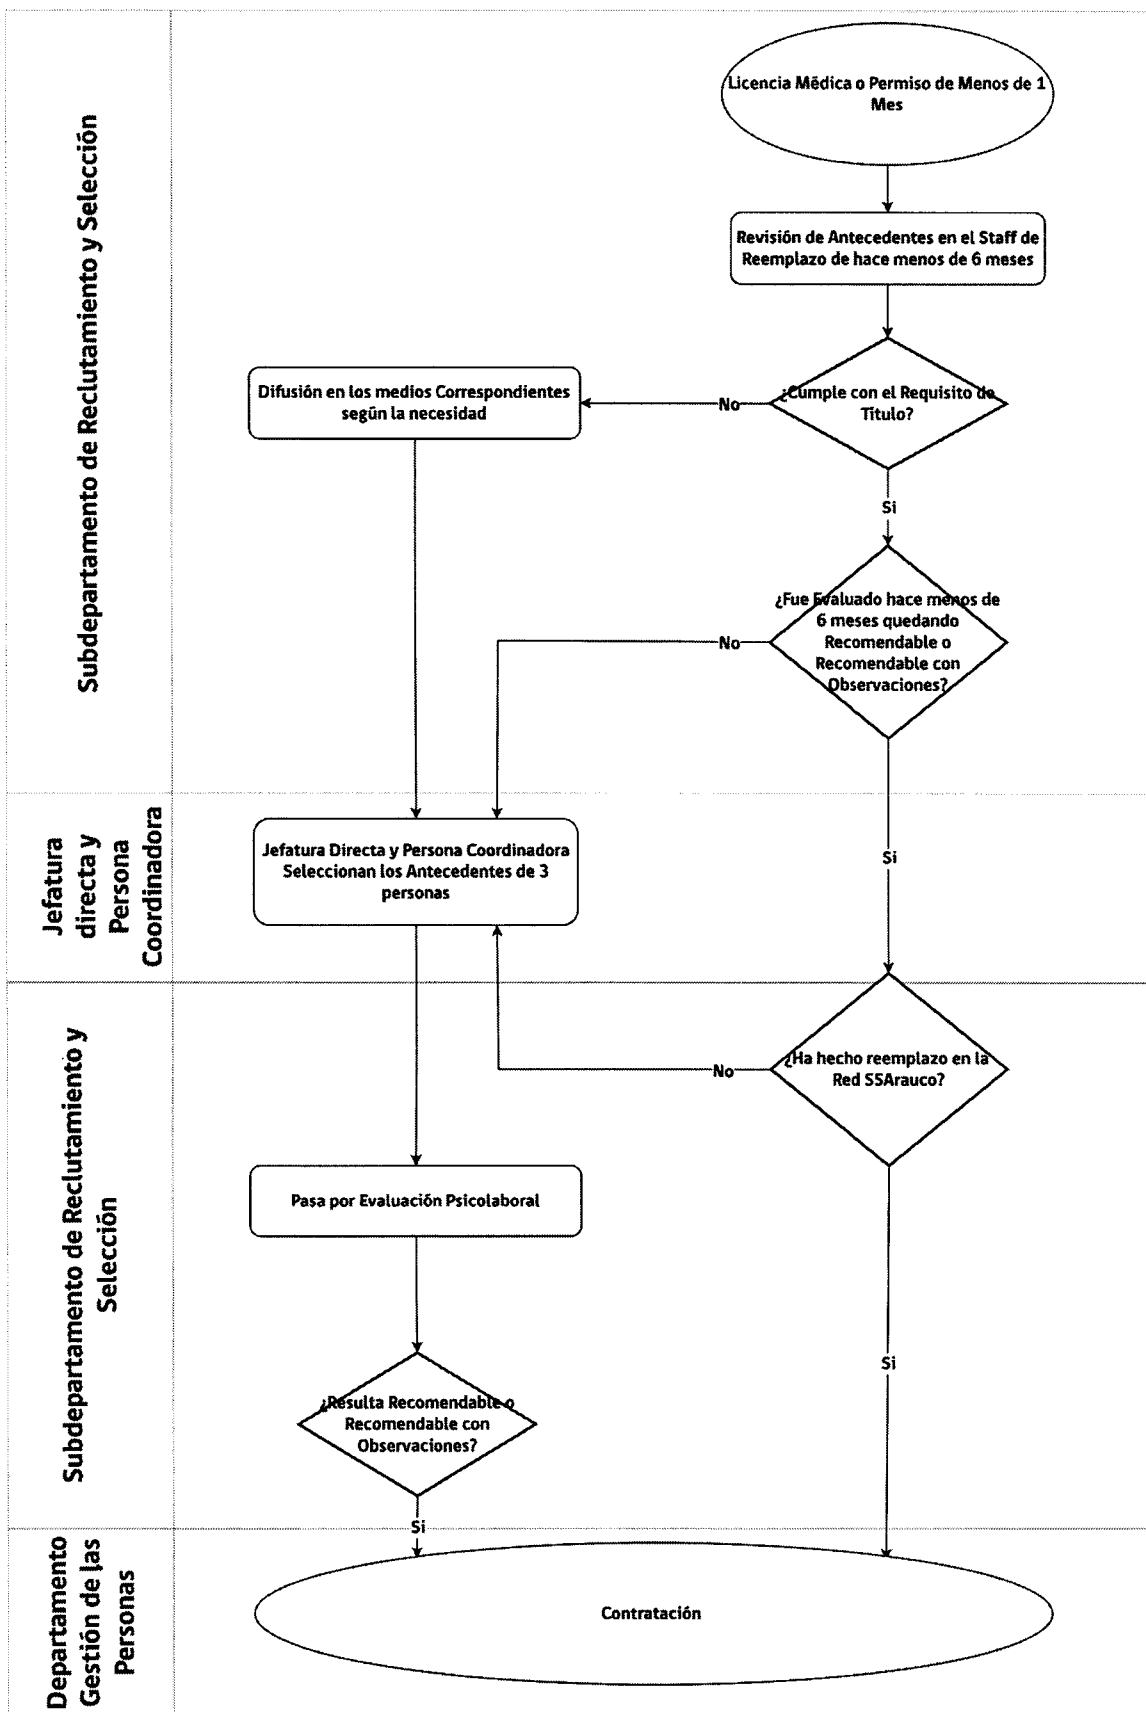 Subdepartamento de Reclutamiento y Selección
Licencia Médica o Permiso de Menos de 1
Mes
Revisión de Antecedentes en el Staff de
Reemplazo de hace menos de 6 meses
¿Cumple con el Requisito de
Titulo?
No
Difusión en los medios Correspondientes
según la necesidad
Si
¿Fue Evaluado hace menos de
6 meses quedando
Recomendable o
Recomendable con
Observaciones?
No
Si
Jefatura
directa y
Persona
Coordinadora
Jefatura Directa y Persona Coordinadora
Seleccionan los Antecedentes de 3
personas
Subdepartamento de Reclutamiento y
Selección
¿Ha hecho reemplazo en la
Red SSArauco?
No
Pasa por Evaluación Psicolaboral
Si
¿Resulta Recomendable o
Recomendable con
Observaciones?
Si
Departamento
Gestión de las
Personas
Contratación